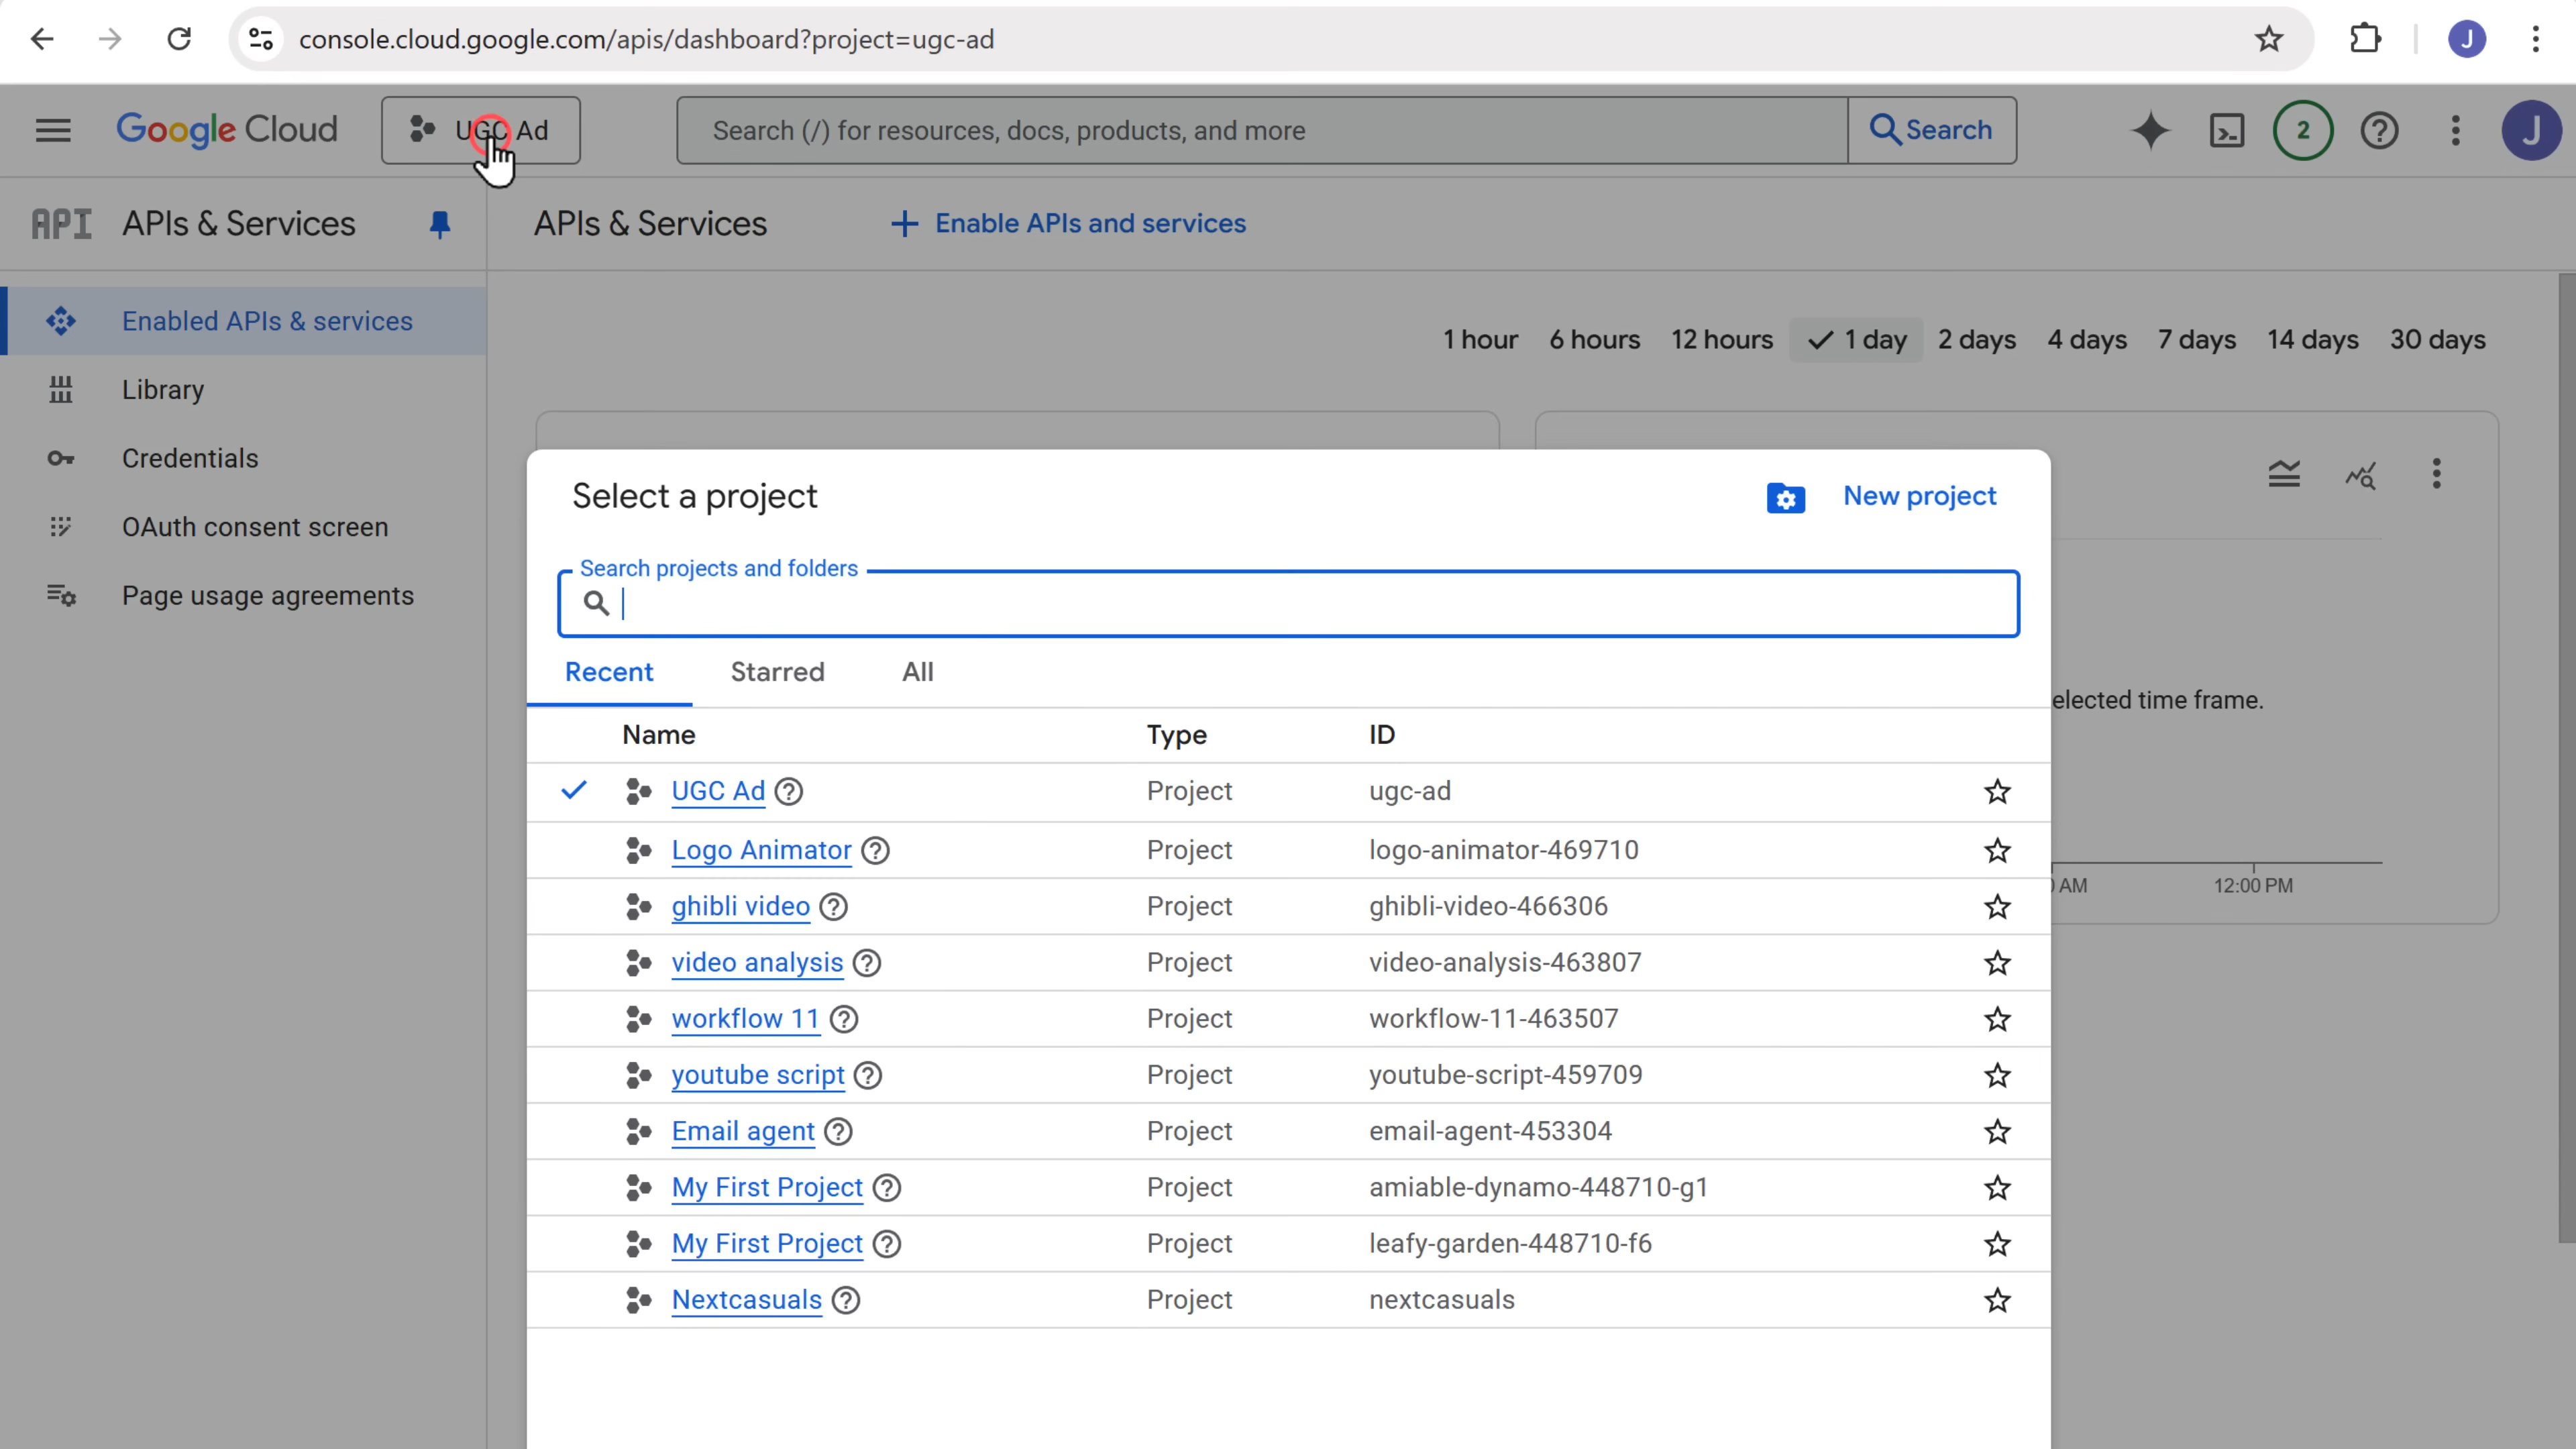 console.cloud.google.com/apis/dashboard?project=ugc-ad
J
Google Cloud
UGC Ad
Search (/) for resources, docs, products, and more
Search
2
J
API APIs & Services
APIs & Services
Enable APIs and services
Enabled APIs & services
1 hour 6 hours 12 hours 1 day 2 days 4 days 7 days 14 days 30 days
Library
Credentials
OAuth consent screen
Page usage agreements
Select a project
New project
Search projects and folders
Recent Starred All
elected time frame.
Name Type ID
UGC Ad Project ugc-ad
Logo Animator Project logo-animator-469710
AM 12:00 PM
ghibli video Project ghibli-video-466306
video analysis Project video-analysis-463807
workflow 11 Project workflow-11-463507
youtube script Project youtube-script-459709
Email agent Project email-agent-453304
My First Project Project amiable-dynamo-448710-g1
My First Project Project leafy-garden-448710-f6
Nextcasuals Project nextcasuals